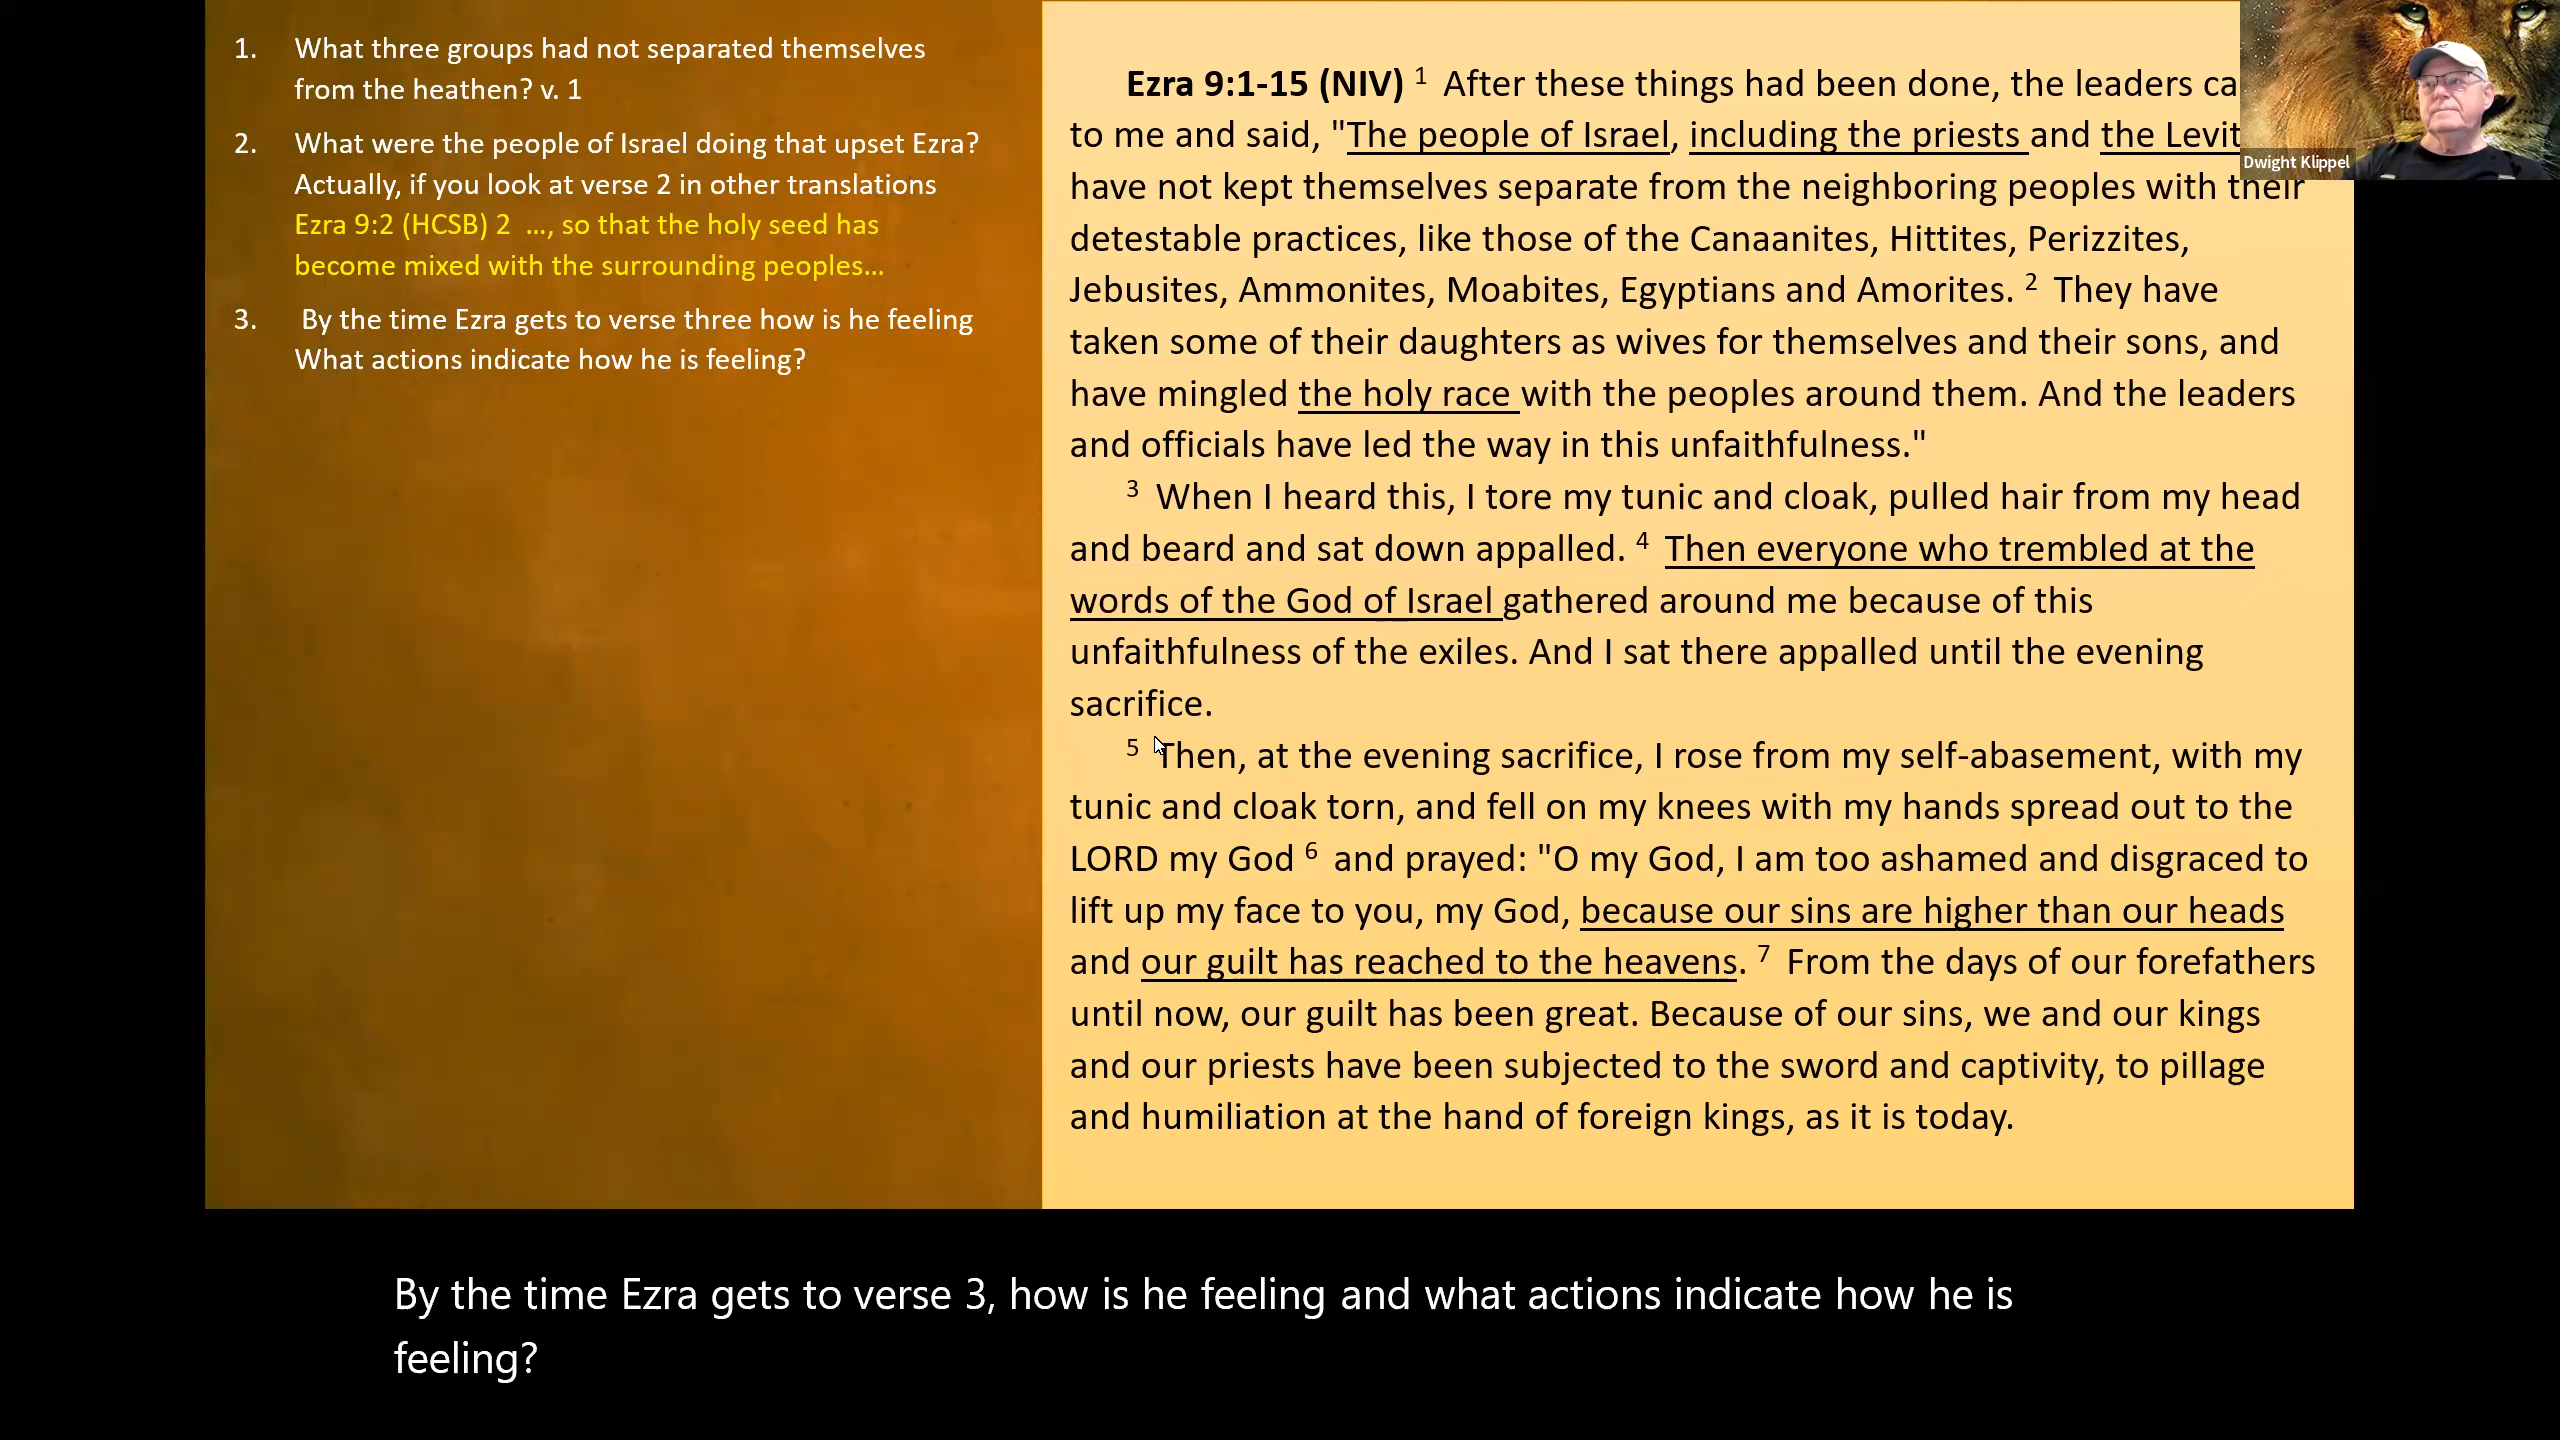 1. What three groups had not separated themselves
from the heathen? v. 1
2. What were the people of Israel doing that upset Ezra?
Actually, if you look at verse 2 in other translations
Ezra 9:2 (HCSB) 2 …, so that the holy seed has
become mixed with the surrounding peoples…
3. By the time Ezra gets to verse three how is he feeling
What actions indicate how he is feeling?
Ezra 9:1-15 (NIV) 1 After these things had been done, the leaders ca
to me and said, "The people of Israel, including the priests and the Levit
have not kept themselves separate from the neighboring peoples with their
detestable practices, like those of the Canaanites, Hittites, Perizzites,
Jebusites, Ammonites, Moabites, Egyptians and Amorites. 2 They have
taken some of their daughters as wives for themselves and their sons, and
have mingled the holy race with the peoples around them. And the leaders
and officials have led the way in this unfaithfulness."
3 When I heard this, I tore my tunic and cloak, pulled hair from my head
and beard and sat down appalled. 4 Then everyone who trembled at the
words of the God of Israel gathered around me because of this
unfaithfulness of the exiles. And I sat there appalled until the evening
sacrifice.
5 Then, at the evening sacrifice, I rose from my self-abasement, with my
tunic and cloak torn, and fell on my knees with my hands spread out to the
LORD my God 6 and prayed: "O my God, I am too ashamed and disgraced to
lift up my face to you, my God, because our sins are higher than our heads
and our guilt has reached to the heavens. 7 From the days of our forefathers
until now, our guilt has been great. Because of our sins, we and our kings
and our priests have been subjected to the sword and captivity, to pillage
and humiliation at the hand of foreign kings, as it is today.
Dwight Klippel
By the time Ezra gets to verse 3, how is he feeling and what actions indicate how he is
feeling?